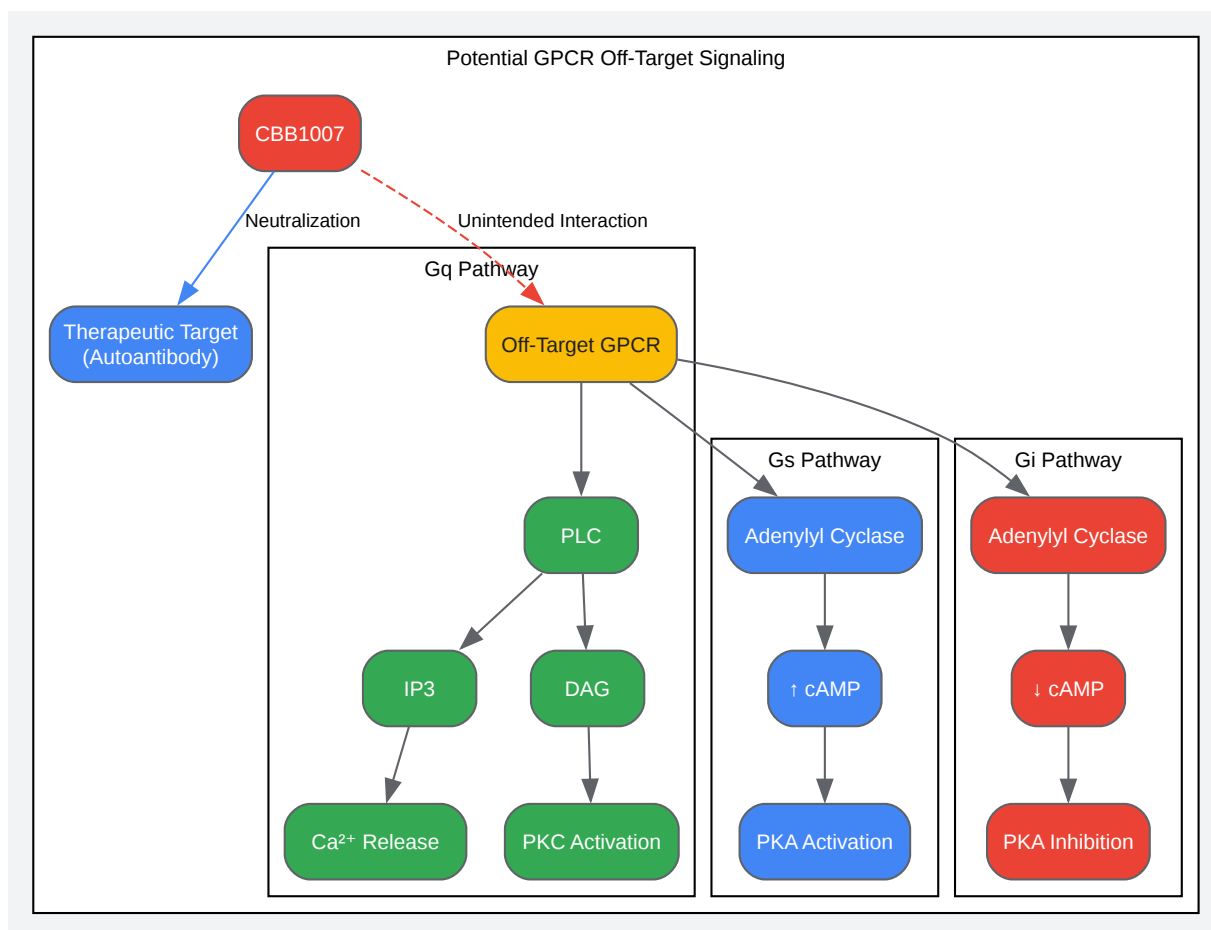 Potential GPCR Off-Target Signaling
CBB1007
Neutralization
Unintended Interaction
Gq Pathway
Therapeutic Target
(Autoantibody)
Off-Target GPCR
Gs Pathway
Gi Pathway
PLC
Adenylyl Cyclase
Adenylyl Cyclase
IP3
DAG
↑ cAMP
↓ cAMP
Ca²⁺ Release
PKC Activation
PKA Activation
PKA Inhibition